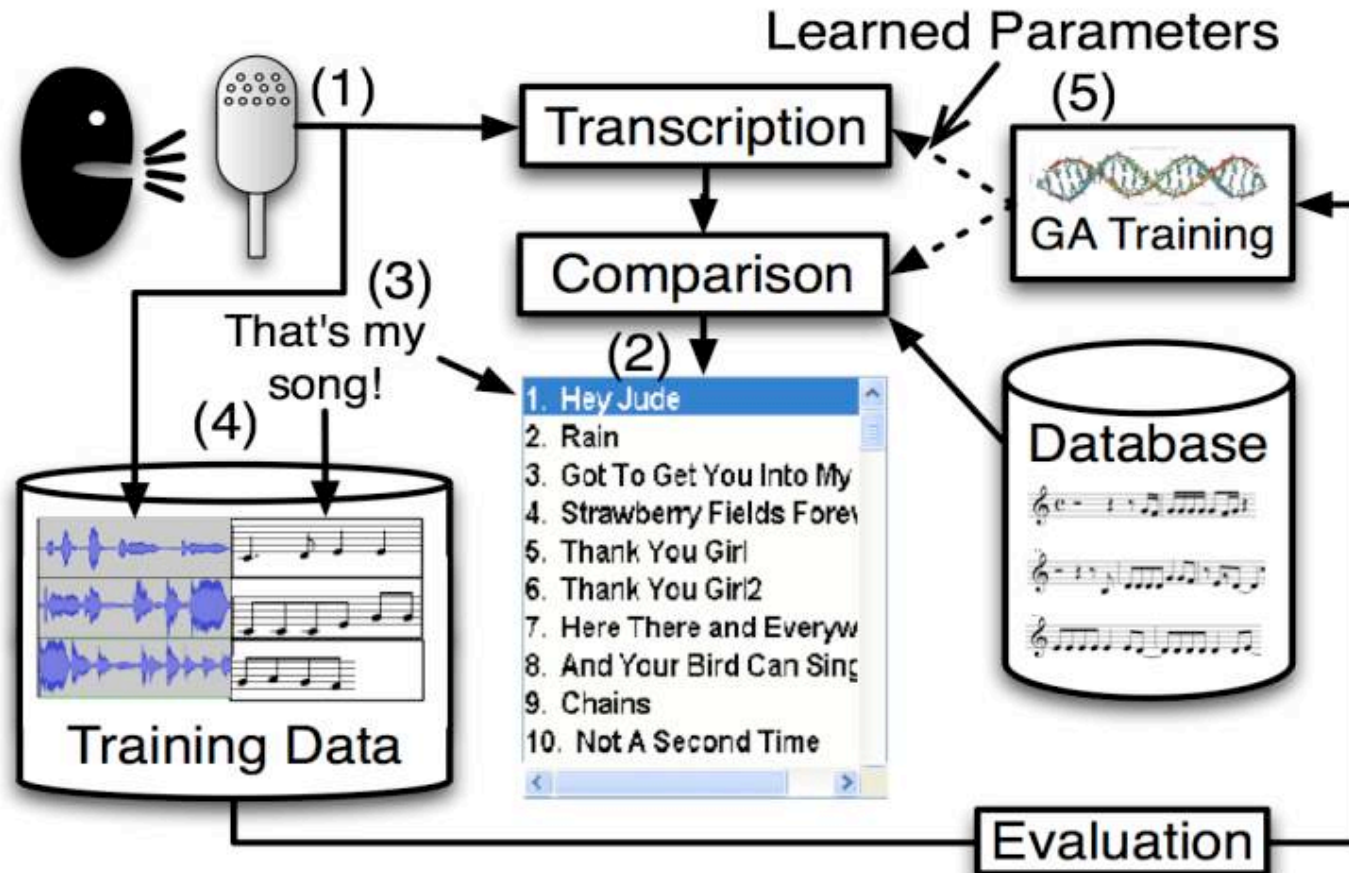 Learned Parameters
(1)
(5)
Transcription
GA Training
Comparison
(3)
That's my
song!
(2)
(4)
1. Hey Jude
2. Rain
3. Got To Get You Into My
4. Strawberry Fields Forev
5. Thank You Girl
6. Thank You Girl2
7. Here There and Everyw
8. And Your Bird Can Sing
9. Chains
10. Not A Second Time
Database
Training Data
Evaluation